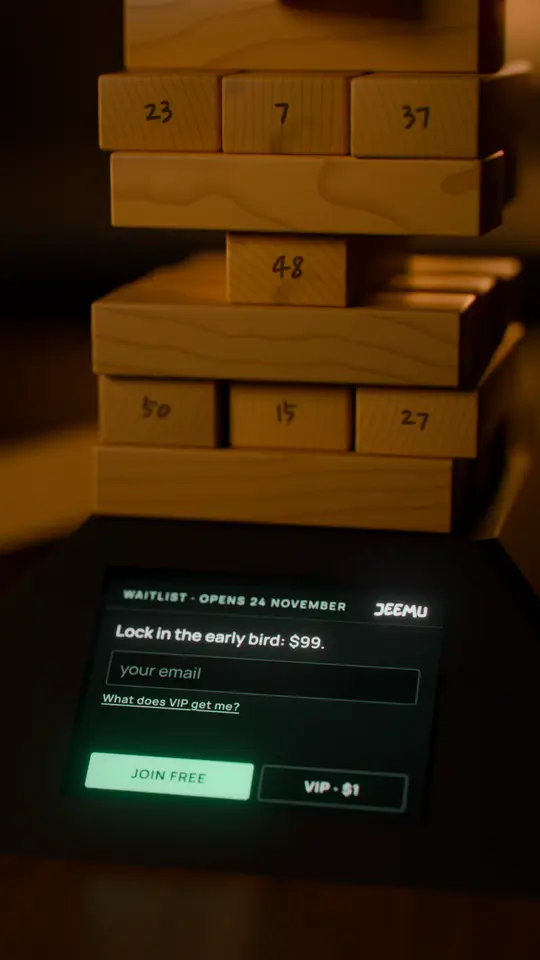 23 7 37
48
50 15 27
WAITLIST · OPENS 24 NOVEMBER JEEMU
Lock in the early bird: $99.
your email
What does VIP get me?
JOIN FREE VIP · $1